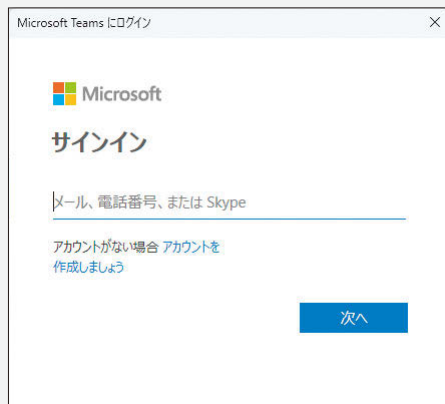 Microsoft Teams にログイン
Microsoft
サインイン
メール、電話番号、または Skype
アカウントがない場合 アカウントを
作成しましょう
次へ